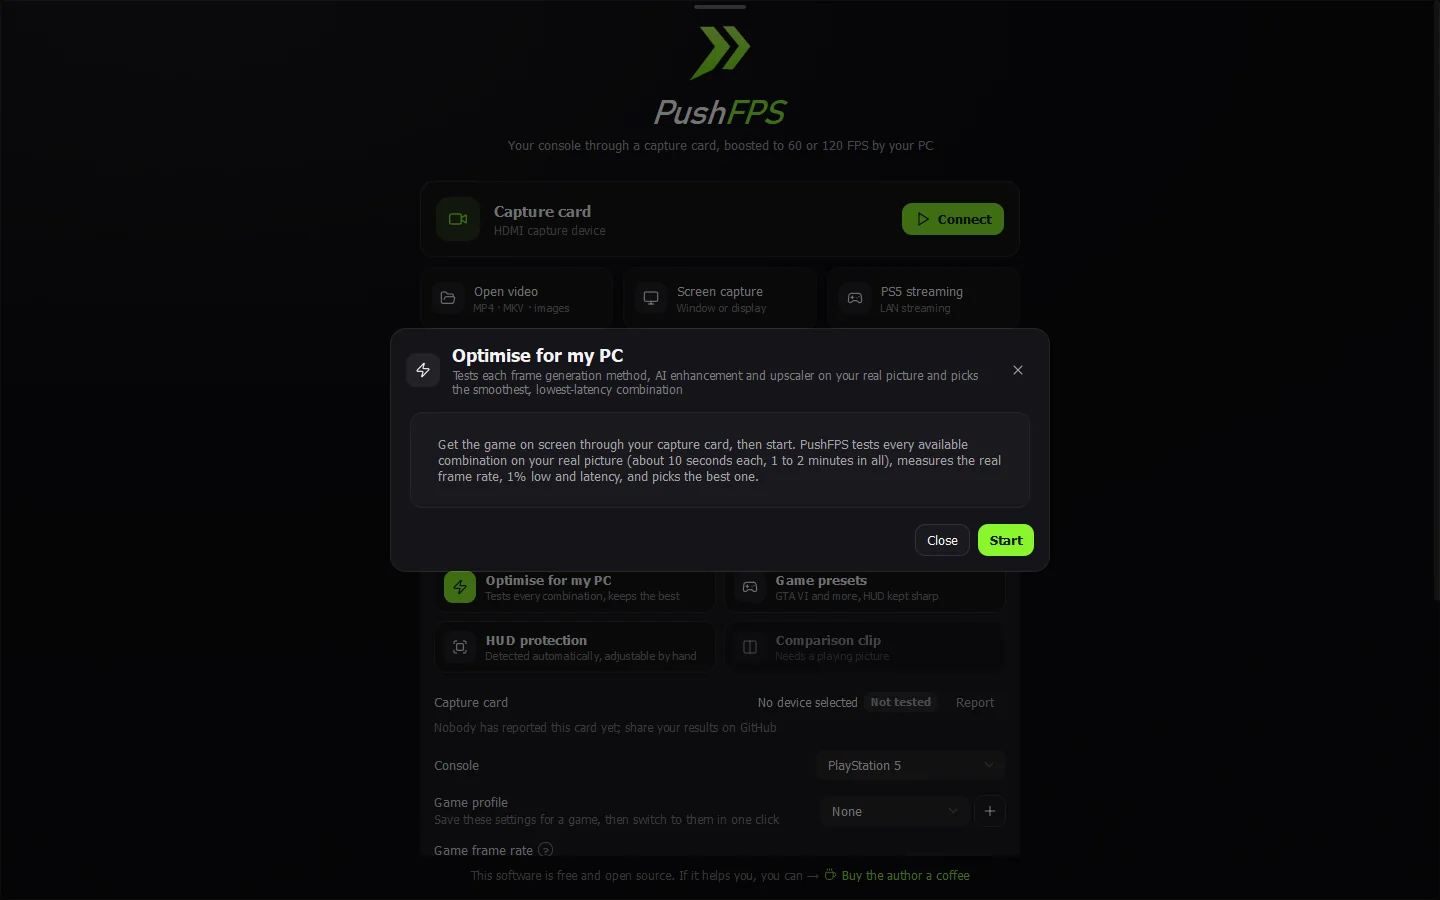 PushFPS
Your console through a capture card, boosted to 60 or 120 FPS by your PC
Capture card
HDMI capture device
Connect
Open video
MP4 · MKV · images
Screen capture
Window or display
PS5 streaming
LAN streaming
Optimise for my PC
Tests each frame generation method, AI enhancement and upscaler on your real picture and picks
the smoothest, lowest-latency combination
Get the game on screen through your capture card, then start. PushFPS tests every available
combination on your real picture (about 10 seconds each, 1 to 2 minutes in all), measures the real
frame rate, 1% low and latency, and picks the best one.
Close
Start
Optimise for my PC
Tests every combination, keeps the best
Game presets
GTA VI and more, HUD kept sharp
HUD protection
Detected automatically, adjustable by hand
Comparison clip
Needs a playing picture
Capture card
No device selected
Not tested
Report
Nobody has reported this card yet; share your results on GitHub
Console
PlayStation 5
Game profile
Save these settings for a game, then switch to them in one click
None
Game frame rate ?
This software is free and open source. If it helps you, you can → Buy the author a coffee